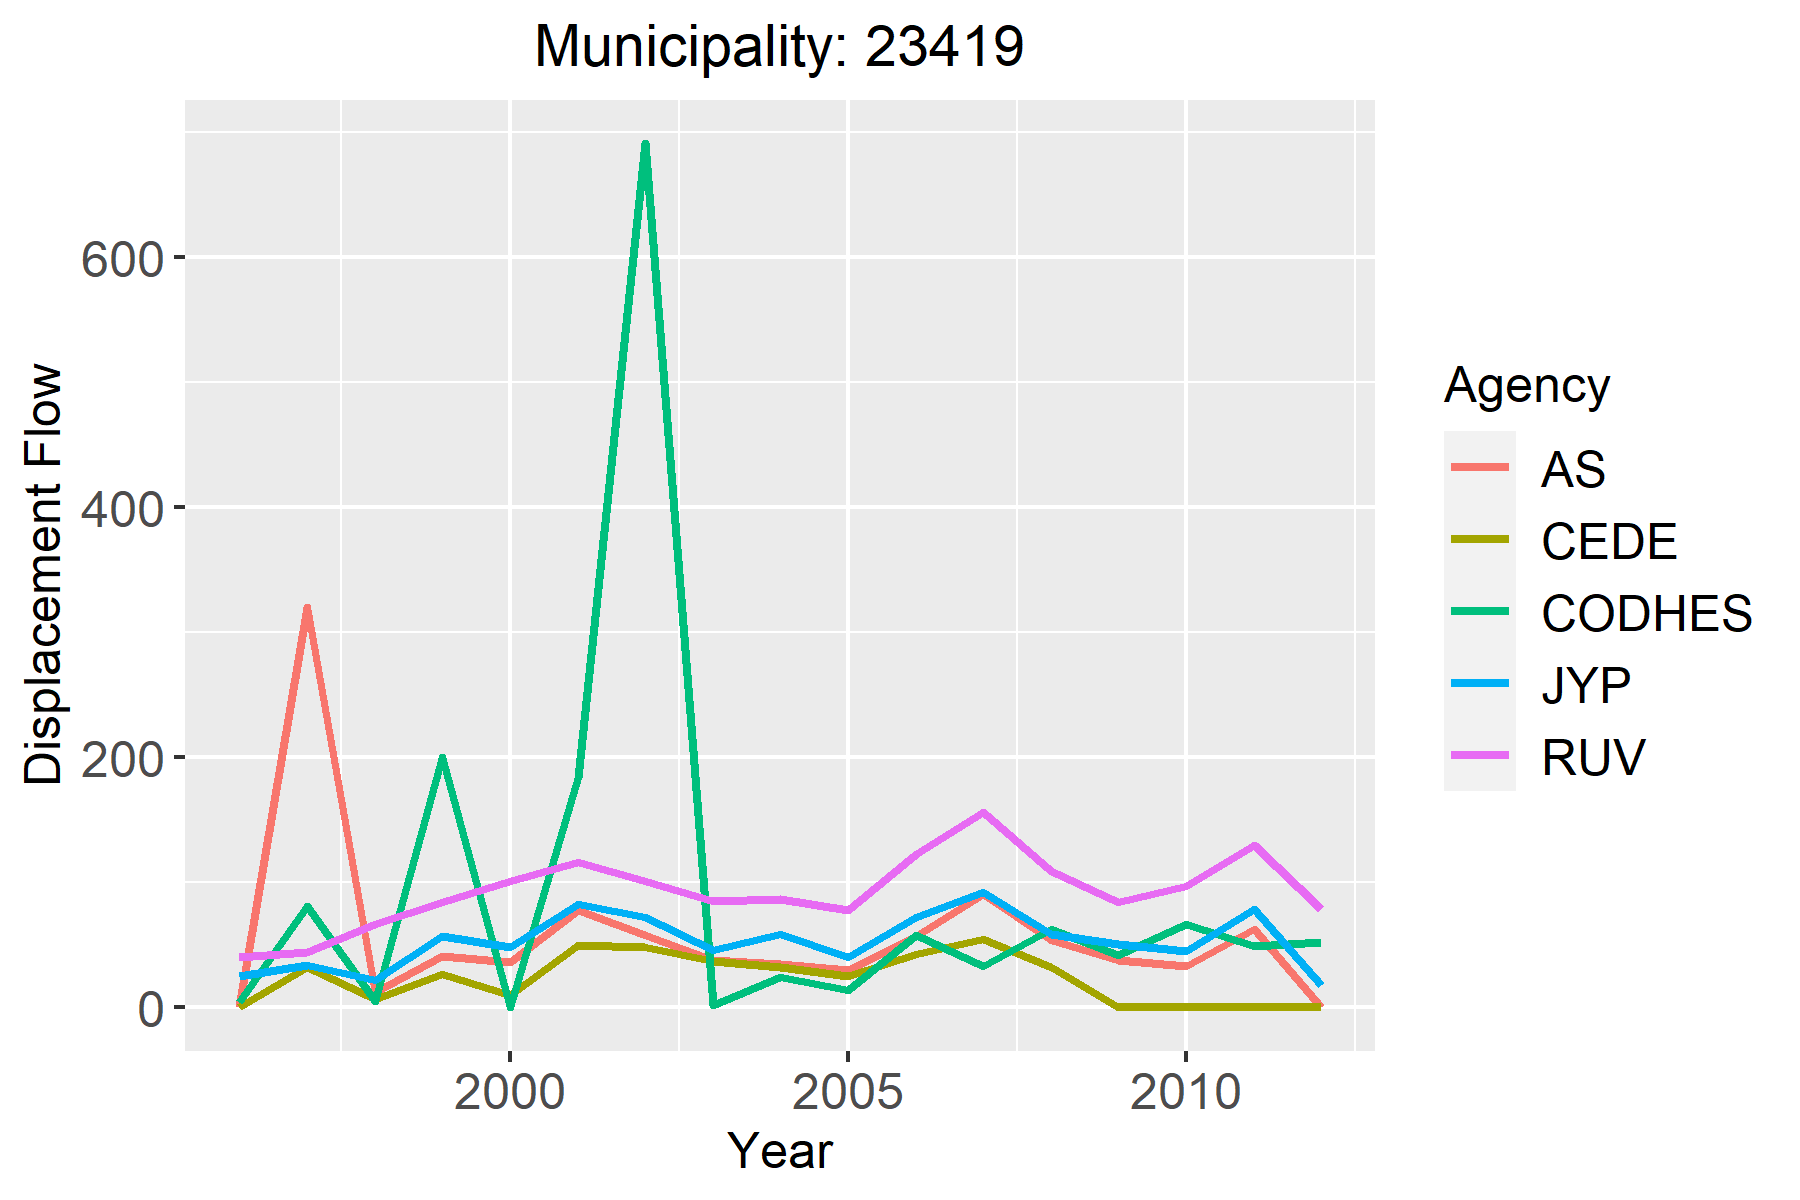 Municipality: 23419
Displacement Flow
600
400
200
0
2000 2005 2010
Year
Agency
AS
CEDE
CODHES
JYP
RUV